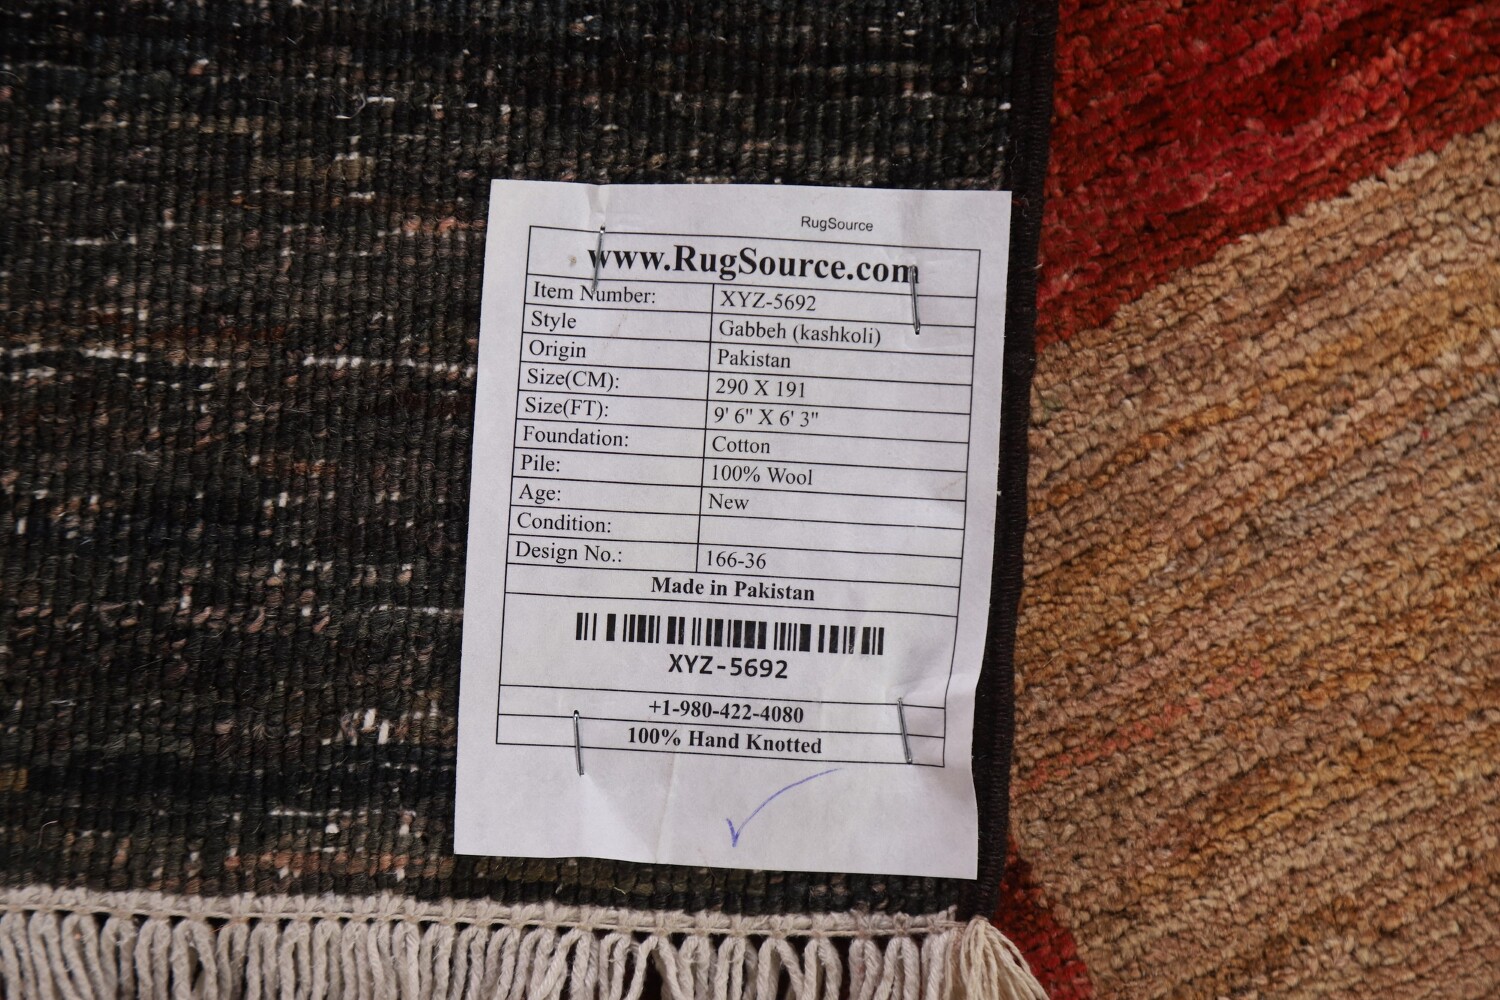 RugSource
www.RugSource.com
Item Number: XYZ-5692
Style Gabbeh (kashkoli)
Origin Pakistan
Size(CM): 290 X 191
Size(FT): 9' 6" X 6' 3"
Foundation: Cotton
Pile: 100% Wool
Age: New
Condition:
Design No.: 166-36
Made in Pakistan
XYZ-5692
+1-980-422-4080
100% Hand Knotted